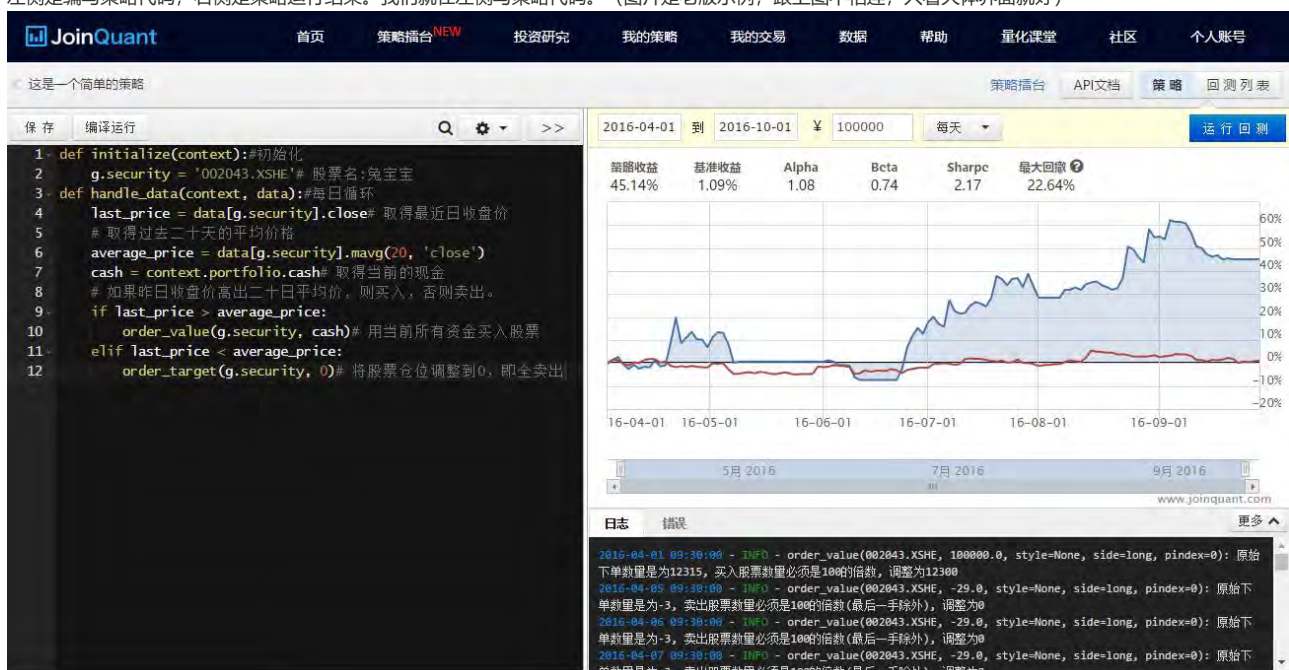 JoinQuant 首页 策略擂台NEW 投资研究 我的策略 我的交易 数据 帮助 量化课堂 社区 个人账号
这是一个简单的策略 策略擂台 API文档 策略 回测列表
保存 编译运行 >>
1 def initialize(context):#初始化
2 g.security = '002043.XSHE'# 股票名:兔宝宝
3 def handle_data(context, data):#每日循环
4 last_price = data[g.security].close# 取得最近日收盘价
5 # 取得过去二十天的平均价格
6 average_price = data[g.security].mavg(20, 'close')
7 cash = context.portfolio.cash# 取得当前的现金
8 # 如果昨日收盘价高出二十日平均价, 则买入, 否则卖出。
9 if last_price > average_price:
10 order_value(g.security, cash)# 用当前所有资金买入股票
11 elif last_price < average_price:
12 order_target(g.security, 0)# 将股票仓位调整到0, 即全卖出
2016-04-01 到 2016-10-01 ¥ 100000 每天 运行回测
策略收益 基准收益 Alpha Beta Sharpe 最大回撤
45.14% 1.09% 1.08 0.74 2.17 22.64%
60%
50%
40%
30%
20%
10%
0%
-10%
-20%
16-04-01 16-05-01 16-06-01 16-07-01 16-08-01 16-09-01
5月 2016 7月 2016 9月 2016
www.joinquant.com
日志 错误 更多
2016-04-01 09:30:00 - INFO - order_value(002043.XSHE, 100000.0, style=None, side=long, pindex=0): 原始
下单数量是为12315, 买入股票数量必须是100的倍数, 调整为12300
2016-04-05 09:30:00 - INFO - order_value(002043.XSHE, -29.0, style=None, side=long, pindex=0): 原始下
单数量是为-3, 卖出股票数量必须是100的倍数(最后一手除外), 调整为0
2016-04-06 09:30:00 - INFO - order_value(002043.XSHE, -29.0, style=None, side=long, pindex=0): 原始下
单数量是为-3, 卖出股票数量必须是100的倍数(最后一手除外), 调整为0
2016-04-07 09:30:00 - INFO - order_value(002043.XSHE, -29.0, style=None, side=long, pindex=0): 原始下